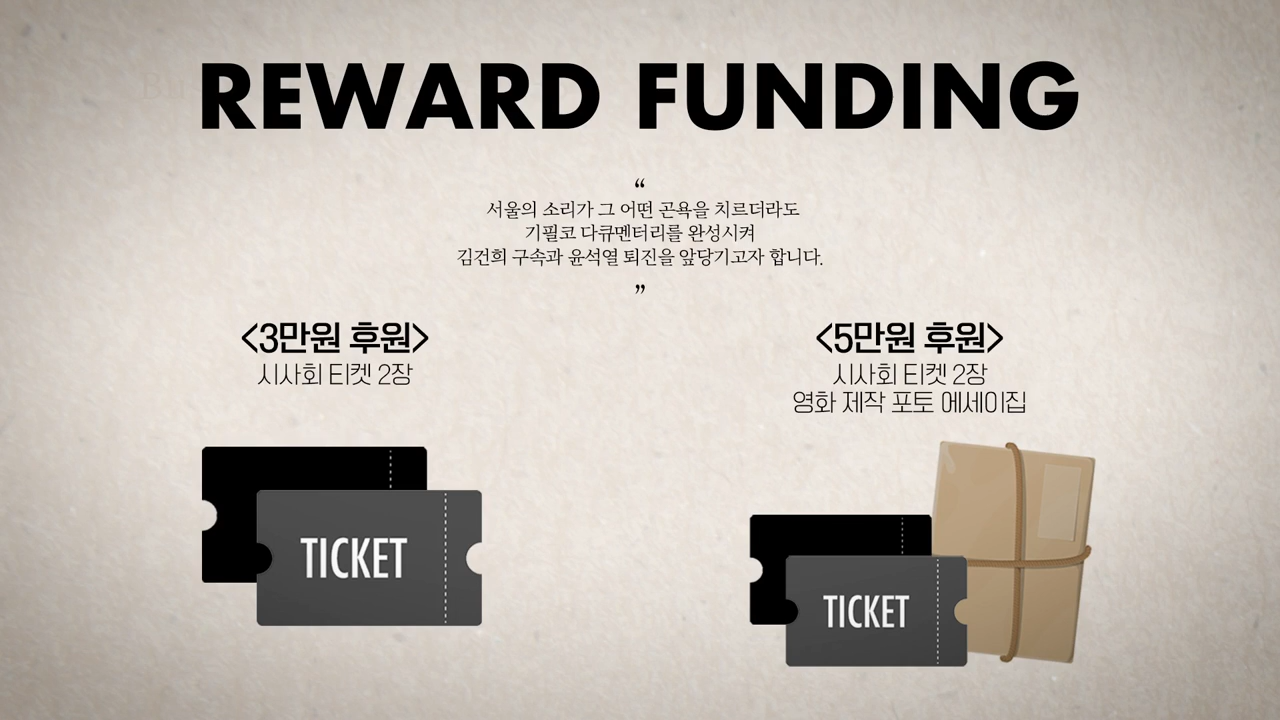 REWARD FUNDING
“
서울의 소리가 그 어떤 곤욕을 치르더라도
기필코 다큐멘터리를 완성시켜
김건희 구속과 윤석열 퇴진을 앞당기고자 합니다.
”
<3만원 후원>
시사회 티켓 2장
<5만원 후원>
시사회 티켓 2장
영화 제작 포토 에세이집
TICKET
TICKET